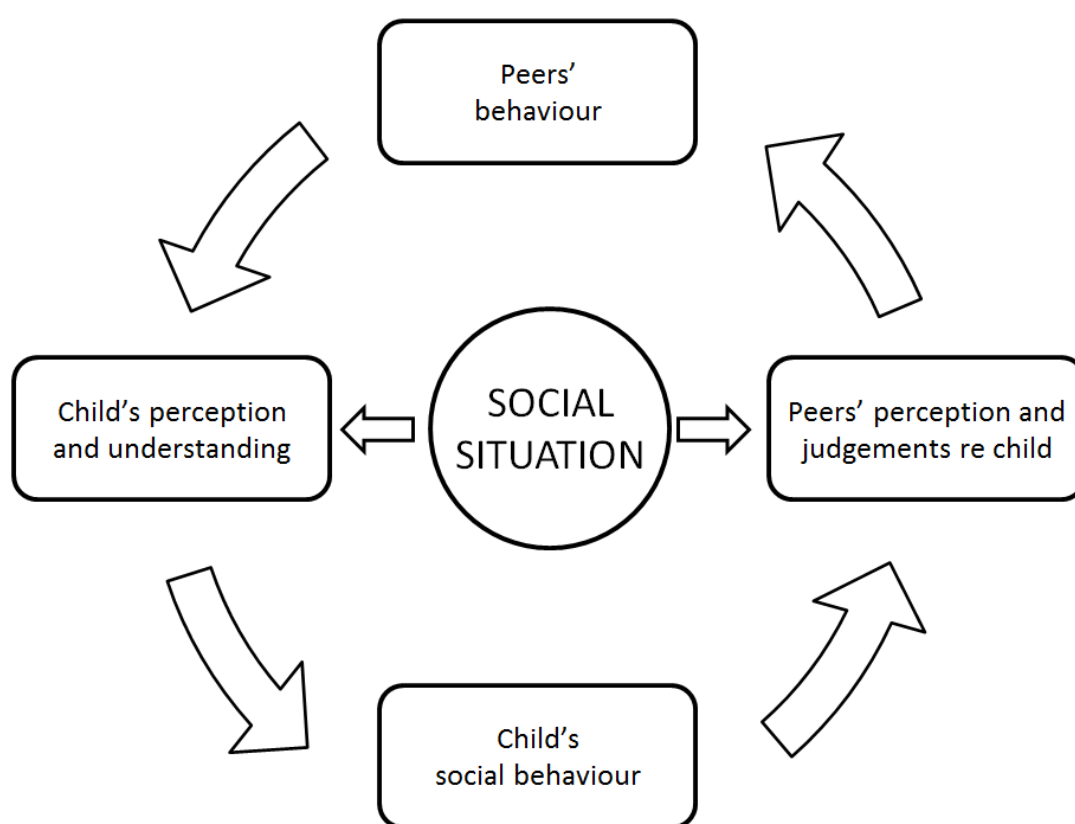 Peers’
behaviour
Child’s perception
and understanding
SOCIAL
SITUATION
Peers’ perception and
judgements re child
Child’s
social behaviour